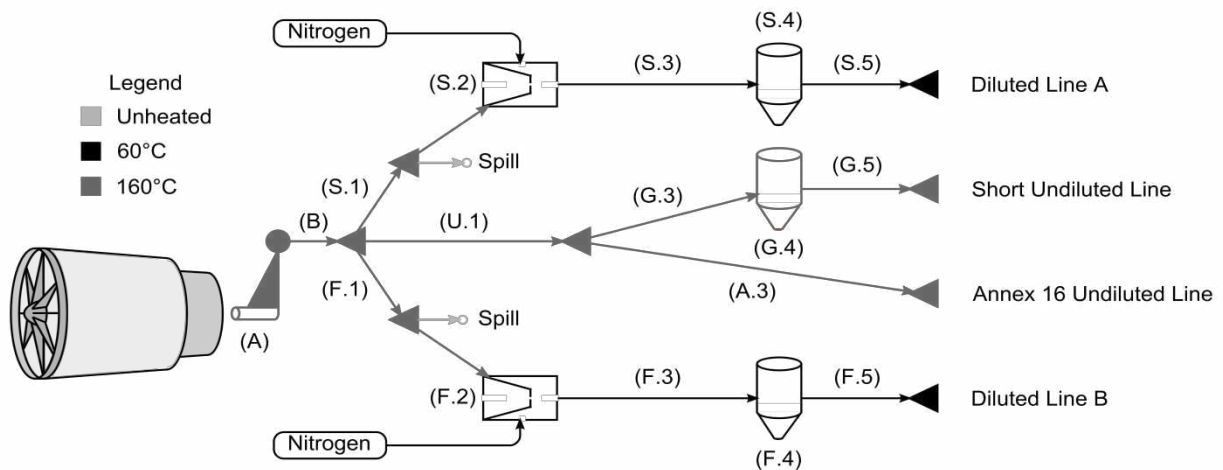 (S.4)
Nitrogen
(S.3)
(S.5)
Legend
(S.2)
Diluted Line A
Unheated
60°C
Spill
(G.5)
160°C
(S.1)
(G.3)
Short Undiluted Line
(B)
(U.1)
(G.4)
(F.1)
(A.3)
Annex 16 Undiluted Line
(A)
Spill
(F.3)
(F.5)
(F.2)
Diluted Line B
Nitrogen
(F.4)